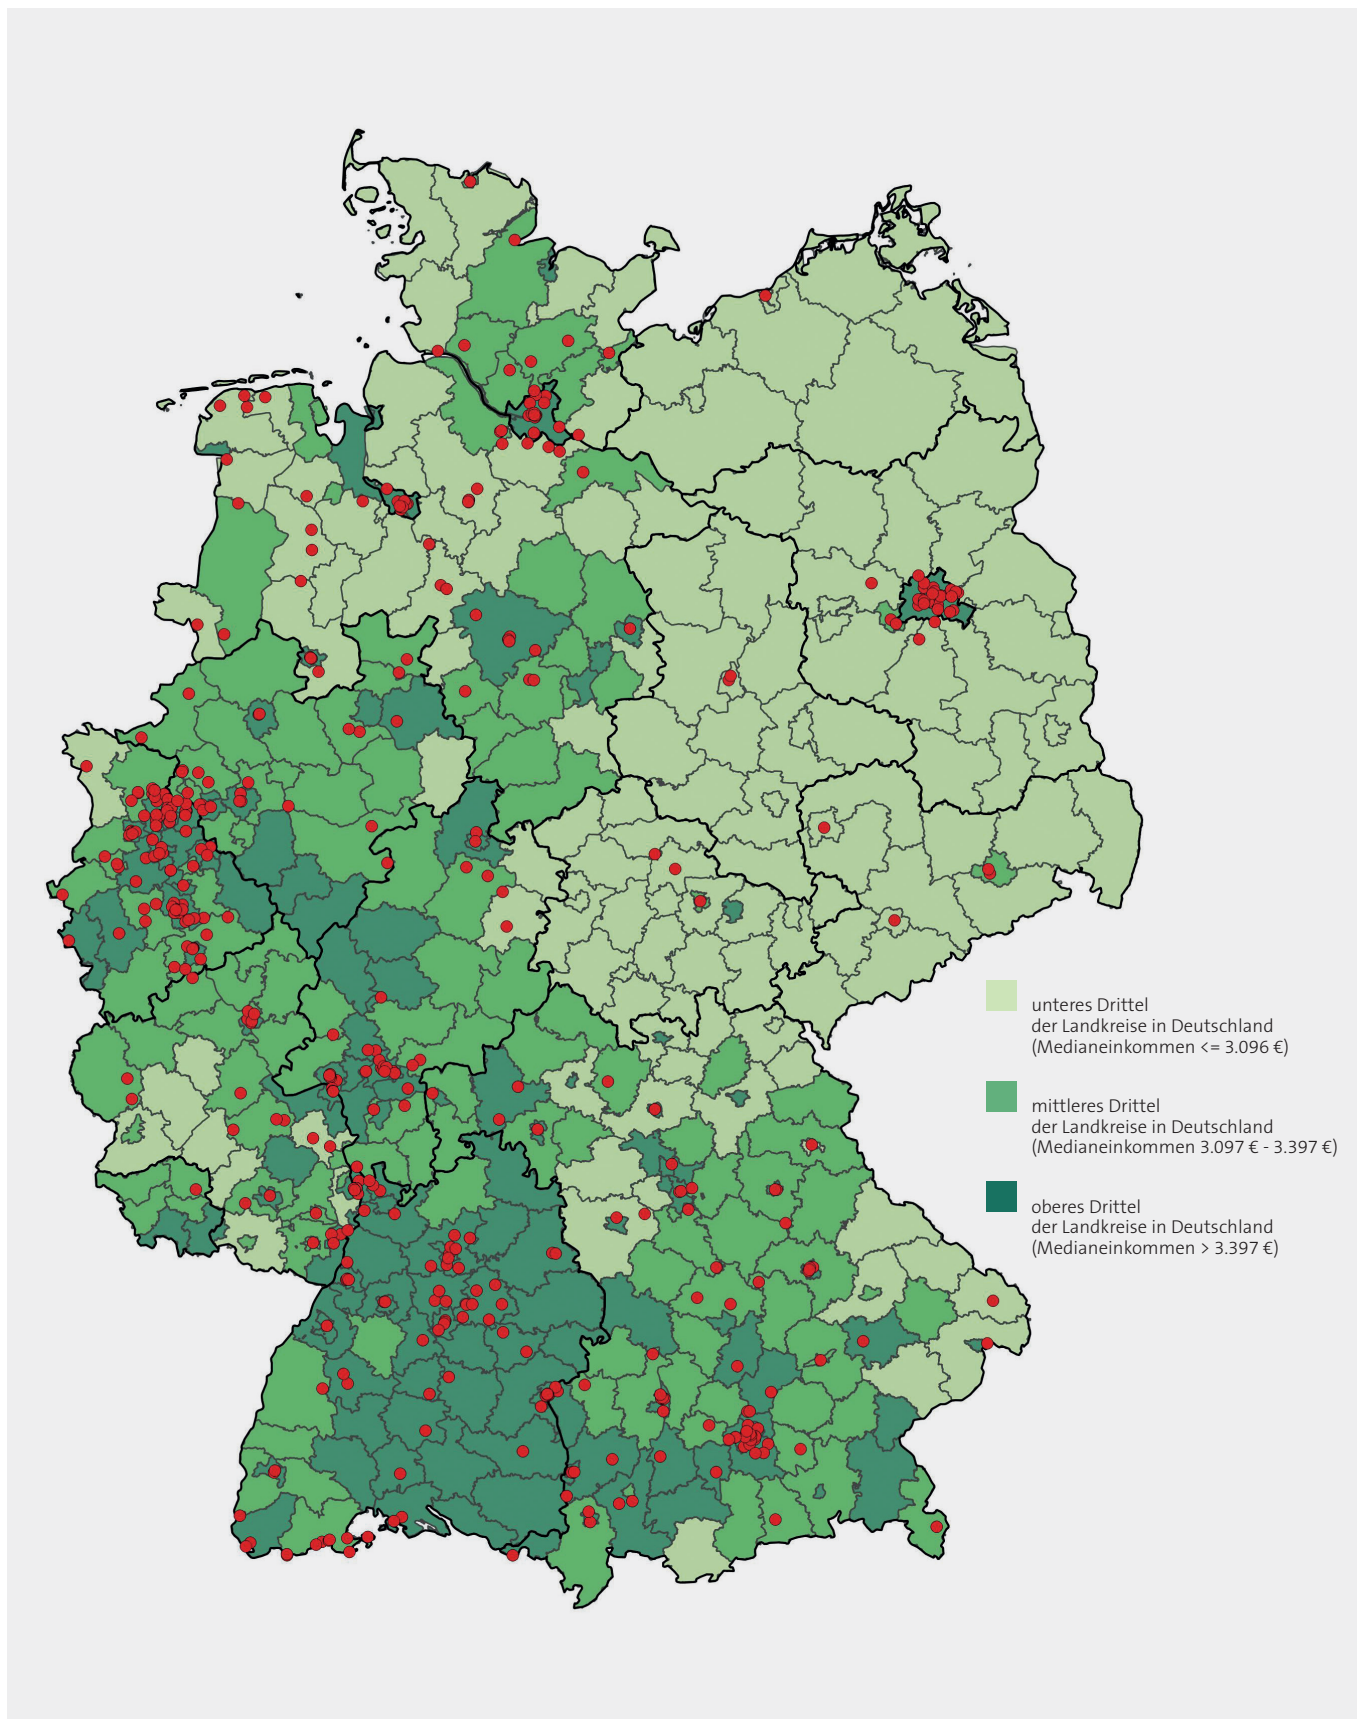 unteres Drittel
der Landkreise in Deutschland
(Medianeinkommen <= 3.096 €)
mittleres Drittel
der Landkreise in Deutschland
(Medianeinkommen 3.097 € - 3.397 €)
oberes Drittel
der Landkreise in Deutschland
(Medianeinkommen > 3.397 €)